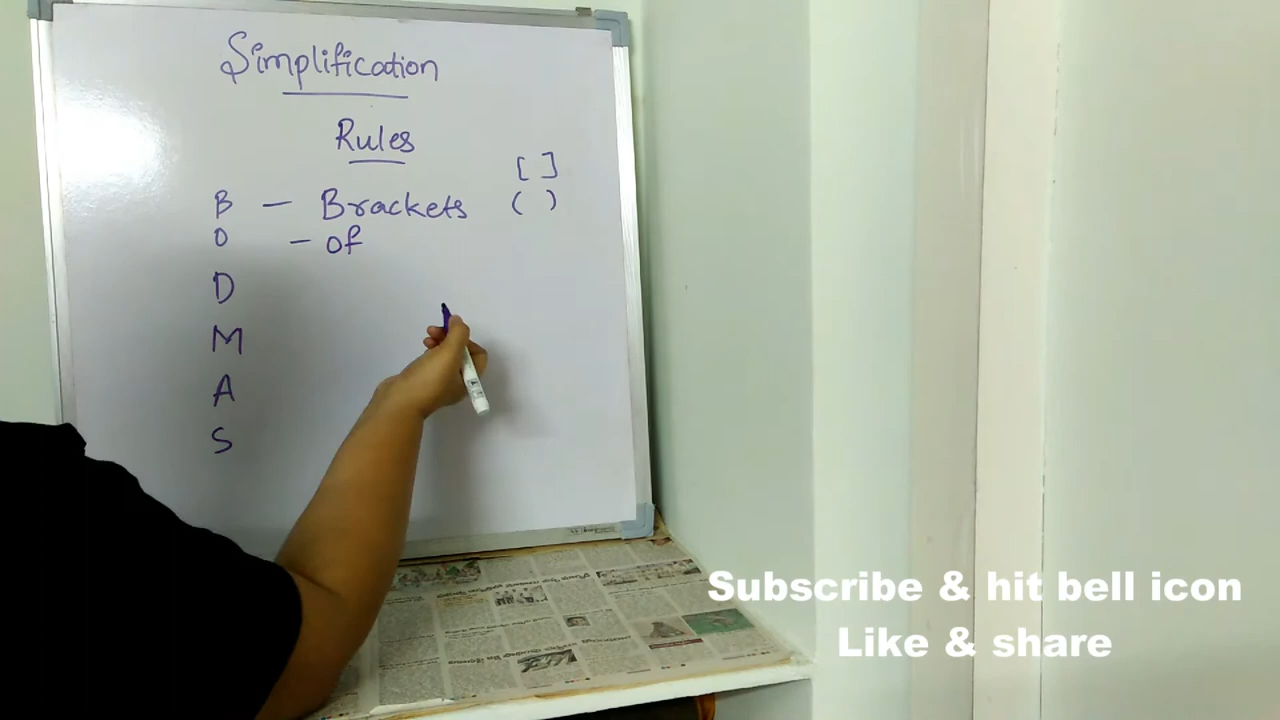 Simplification
Rules
[ ]
B – Brackets ( )
O – Of
D
M
A
S
Subscribe & hit bell icon
Like & share